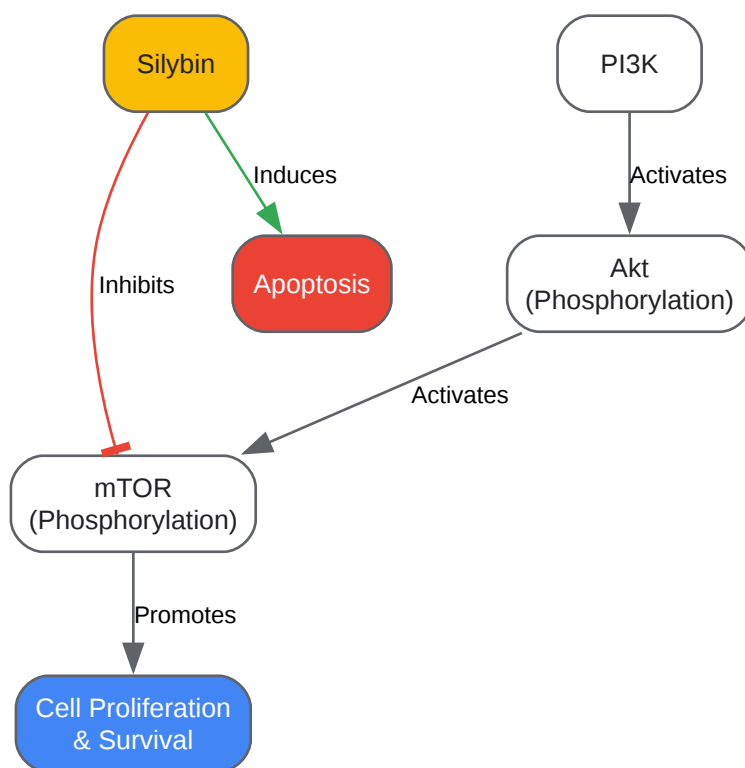 Silybin
PI3K
Induces
Activates
Inhibits
Apoptosis
Akt
(Phosphorylation)
Activates
mTOR
(Phosphorylation)
Promotes
Cell Proliferation
& Survival